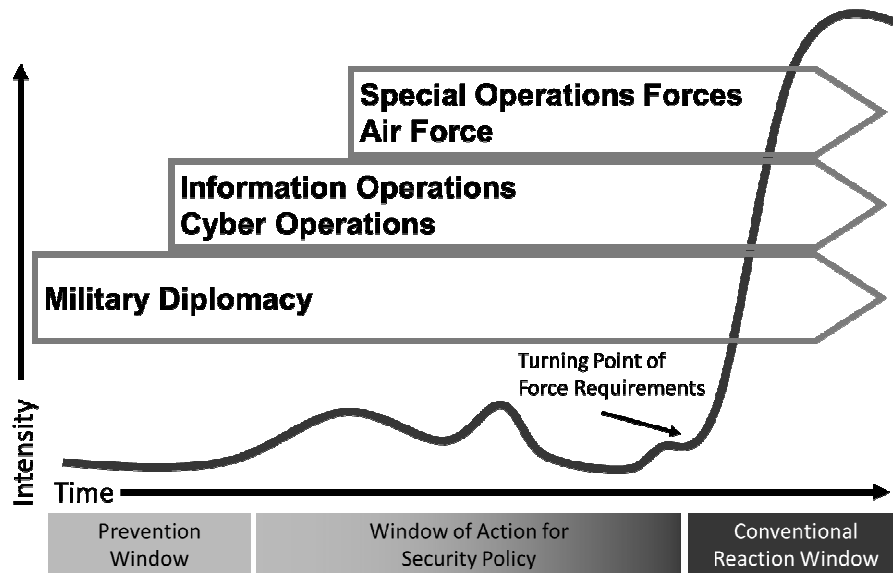 Special Operations Forces
Air Force
Information Operations
Cyber Operations
Military Diplomacy
Turning Point of
Force Requirements
Intensity
Time
Prevention
Window
Window of Action for
Security Policy
Conventional
Reaction Window